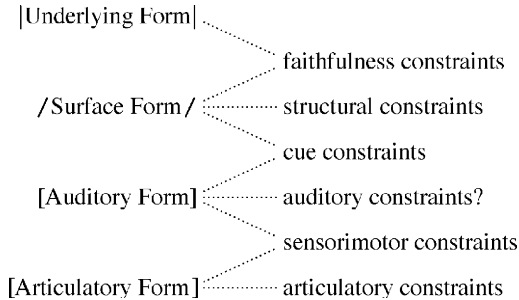 |Underlying Form|
faithfulness constraints
/Surface Form/
structural constraints
cue constraints
[Auditory Form]
auditory constraints?
sensorimotor constraints
[Articulatory Form]
articulatory constraints